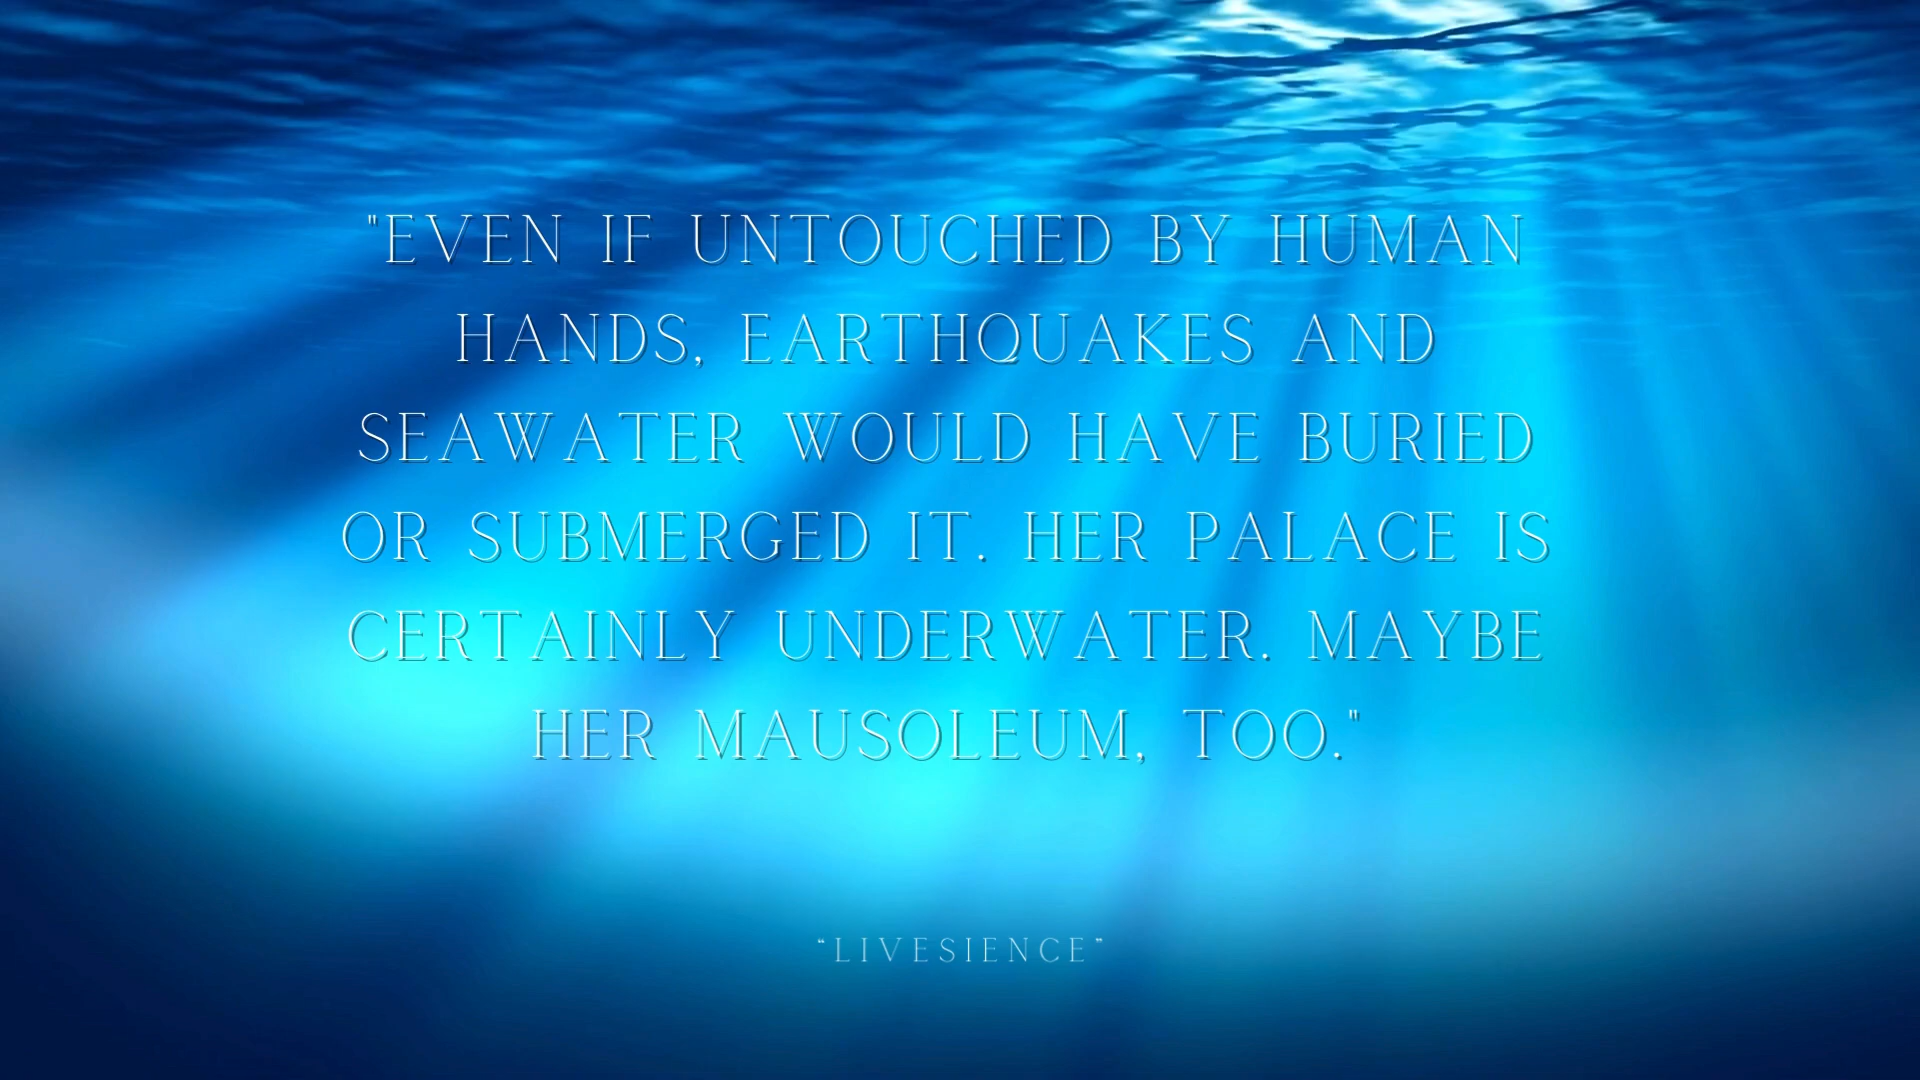 "EVEN IF UNTOUCHED BY HUMAN
HANDS, EARTHQUAKES AND
SEAWATER WOULD HAVE BURIED
OR SUBMERGED IT. HER PALACE IS
CERTAINLY UNDERWATER. MAYBE
HER MAUSOLEUM, TOO."
“LIVESIENCE”